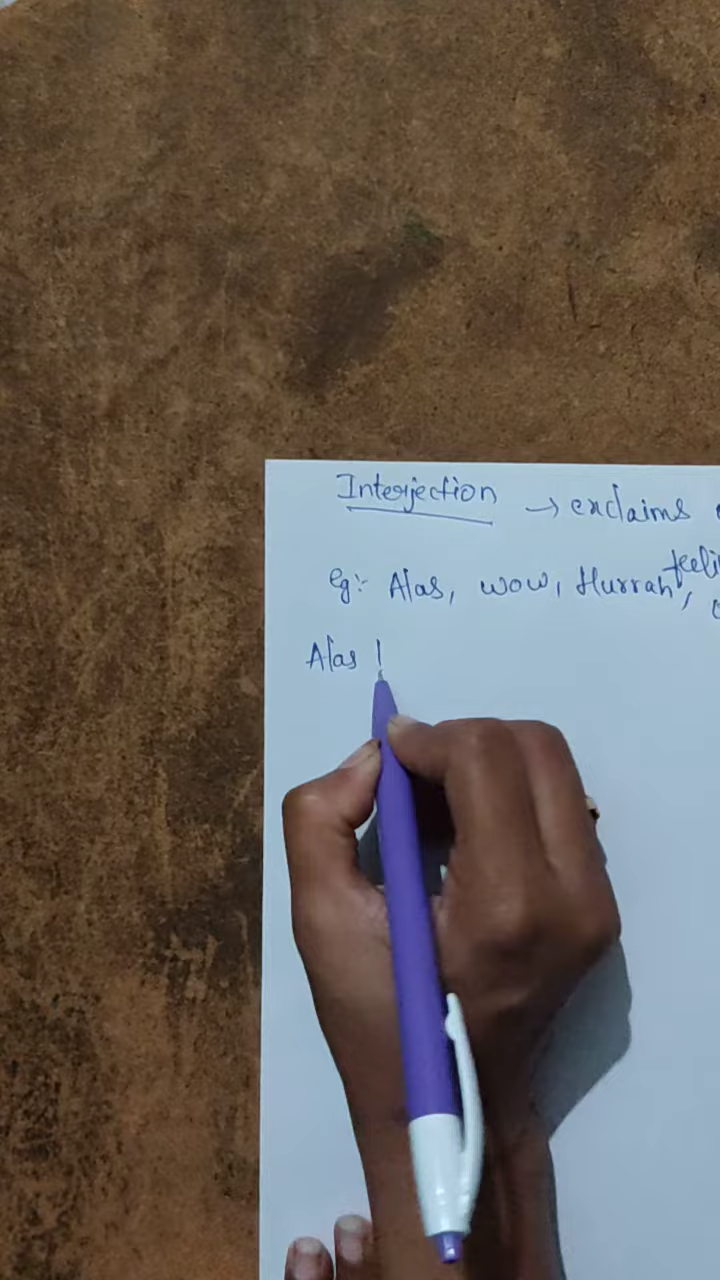 Interjection → exclaims
feeli
eg:- Alas, wow, Hurrah,
Alas !